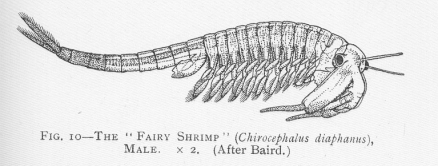 FIG. 10—THE "FAIRY SHRIMP" (Chirocephalus diaphanus),
MALE. × 2. (After Baird.)